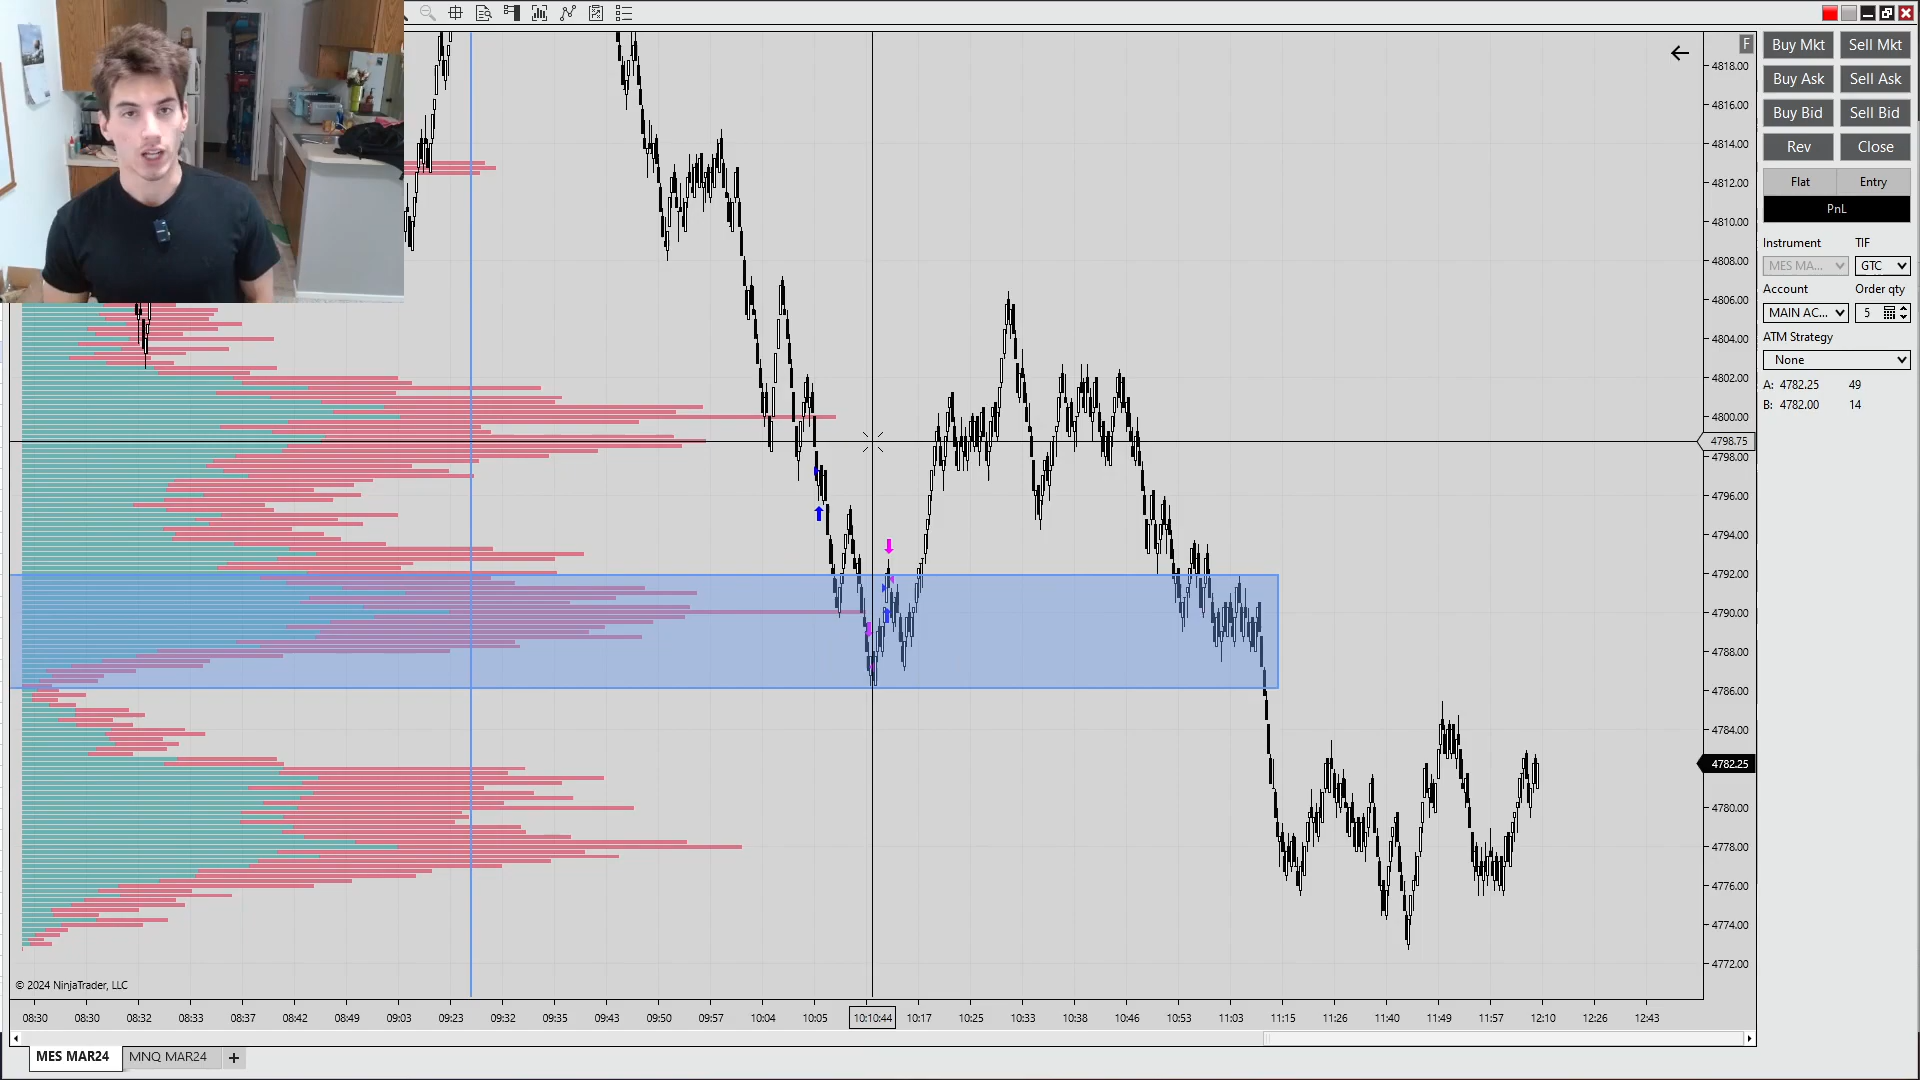 F
Buy Mkt
Sell Mkt
Buy Ask
Sell Ask
Buy Bid
Sell Bid
Rev
Close
Flat
Entry
PnL
Instrument
TIF
MES MA...
GTC
Account
Order qty
MAIN AC...
5
ATM Strategy
None
A: 4782.25 49
B: 4782.00 14
4818.00
4816.00
4814.00
4812.00
4810.00
4808.00
4806.00
4804.00
4802.00
4800.00
4798.75
4798.00
4796.00
4794.00
4792.00
4790.00
4788.00
4786.00
4784.00
4782.25
4780.00
4778.00
4776.00
4774.00
4772.00
© 2024 NinjaTrader, LLC
08:30 08:30 08:32 08:33 08:37 08:42 08:49 09:03 09:23 09:32 09:35 09:43 09:50 09:57 10:04 10:05 10:10:44 10:17 10:25 10:33 10:38 10:46 10:53 11:03 11:15 11:26 11:40 11:49 11:57 12:10 12:26 12:43
MES MAR24
MNQ MAR24
+